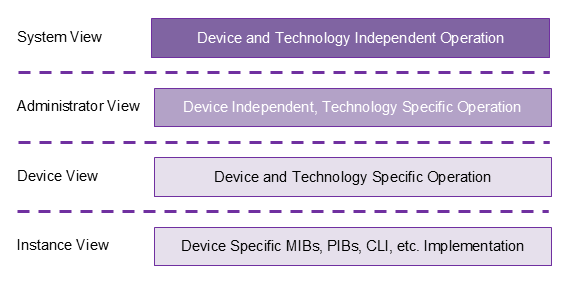 System View
Device and Technology Independent Operation
Administrator View
Device Independent, Technology Specific Operation
Device View
Device and Technology Specific Operation
Instance View
Device Specific MIBs, PIBs, CLI, etc. Implementation